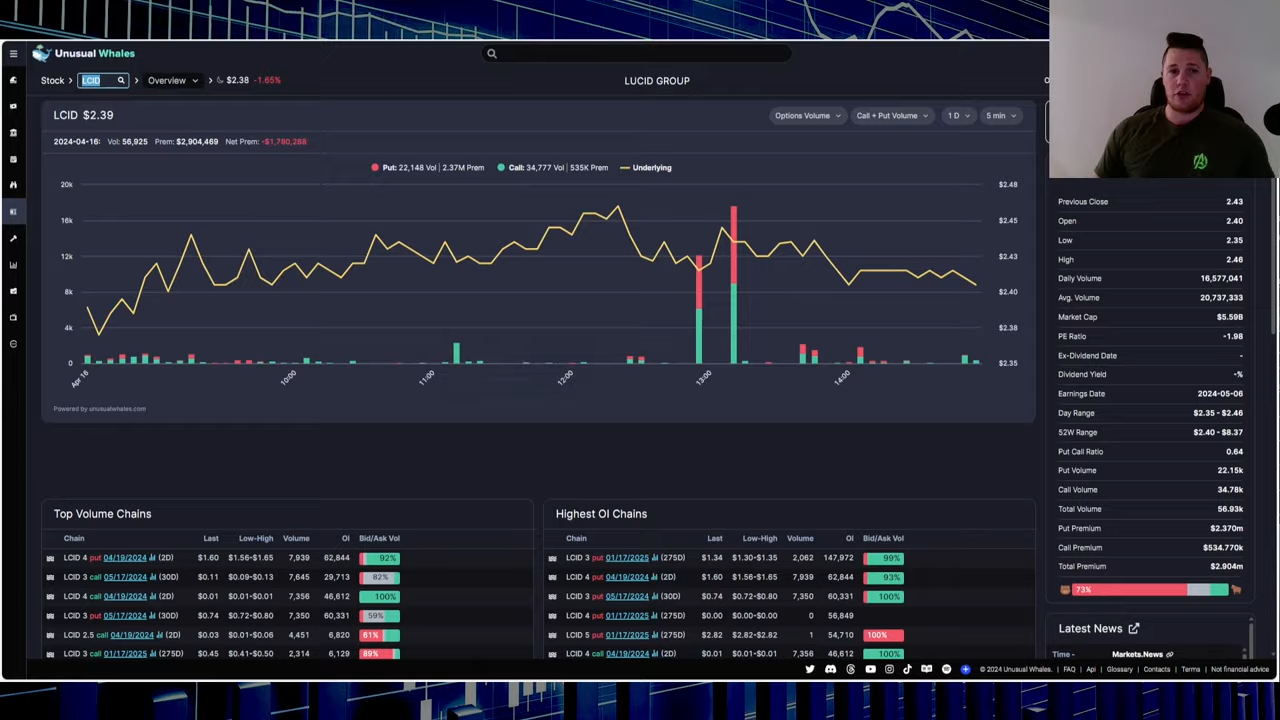 Unusual Whales
Stock > LCID > Overview > $2.38 -1.65%
LUCID GROUP
LCID $2.39
Options Volume Call + Put Volume 1 D 5 min
2024-04-16: Vol: 56,925 Prem: $2,904,469 Net Prem: -$1,780,288
Put: 22,148 Vol | 2.37M Prem Call: 34,777 Vol | 535K Prem Underlying
20k $2.48
16k $2.45
12k $2.43
8k $2.40
4k $2.38
0 $2.35
Apr 16 10:00 11:00 12:00 13:00 14:00
Powered by unusualwhales.com
Previous Close 2.43
Open 2.40
Low 2.35
High 2.46
Daily Volume 16,577,041
Avg. Volume 20,737,333
Market Cap $5.59B
PE Ratio -1.98
Ex-Dividend Date -
Dividend Yield -%
Earnings Date 2024-05-06
Day Range $2.35 - $2.46
52W Range $2.40 - $8.37
Put Call Ratio 0.64
Put Volume 22.15k
Call Volume 34.78k
Total Volume 56.93k
Put Premium $2.370m
Call Premium $534.770k
Total Premium $2.904m
73%
Latest News
Time - Markets.News
Top Volume Chains
Chain Last Low-High Volume OI Bid/Ask Vol
LCID 4 put 04/19/2024 (2D) $1.60 $1.56-$1.65 7,939 62,844 92%
LCID 3 call 05/17/2024 (30D) $0.11 $0.09-$0.13 7,645 29,713 82%
LCID 4 call 04/19/2024 (2D) $0.01 $0.01-$0.01 7,356 46,612 100%
LCID 3 put 05/17/2024 (30D) $0.74 $0.72-$0.80 7,360 60,331 59%
LCID 2.5 call 04/19/2024 (2D) $0.03 $0.01-$0.06 4,451 6,820 61%
LCID 3 call 01/17/2025 (275D) $0.45 $0.41-$0.49 2,314 6,129 89%
Highest OI Chains
Chain Last Low-High Volume OI Bid/Ask Vol
LCID 3 put 01/17/2025 (275D) $1.34 $1.30-$1.35 2,062 147,972 99%
LCID 4 put 04/19/2024 (2D) $1.60 $1.56-$1.65 7,939 62,844 93%
LCID 3 put 05/17/2024 (30D) $0.74 $0.72-$0.80 7,360 60,331 100%
LCID 4 put 01/17/2025 (275D) $0.00 $0.00-$0.00 0 56,849
LCID 5 put 01/17/2025 (275D) $2.82 $2.82-$2.82 1 54,710 100%
LCID 4 call 04/19/2024 (2D) $0.01 $0.01-$0.01 7,356 46,612 100%
© 2024 Unusual Whales. | FAQ | Api | Glossary | Contacts | Terms | Not financial advice